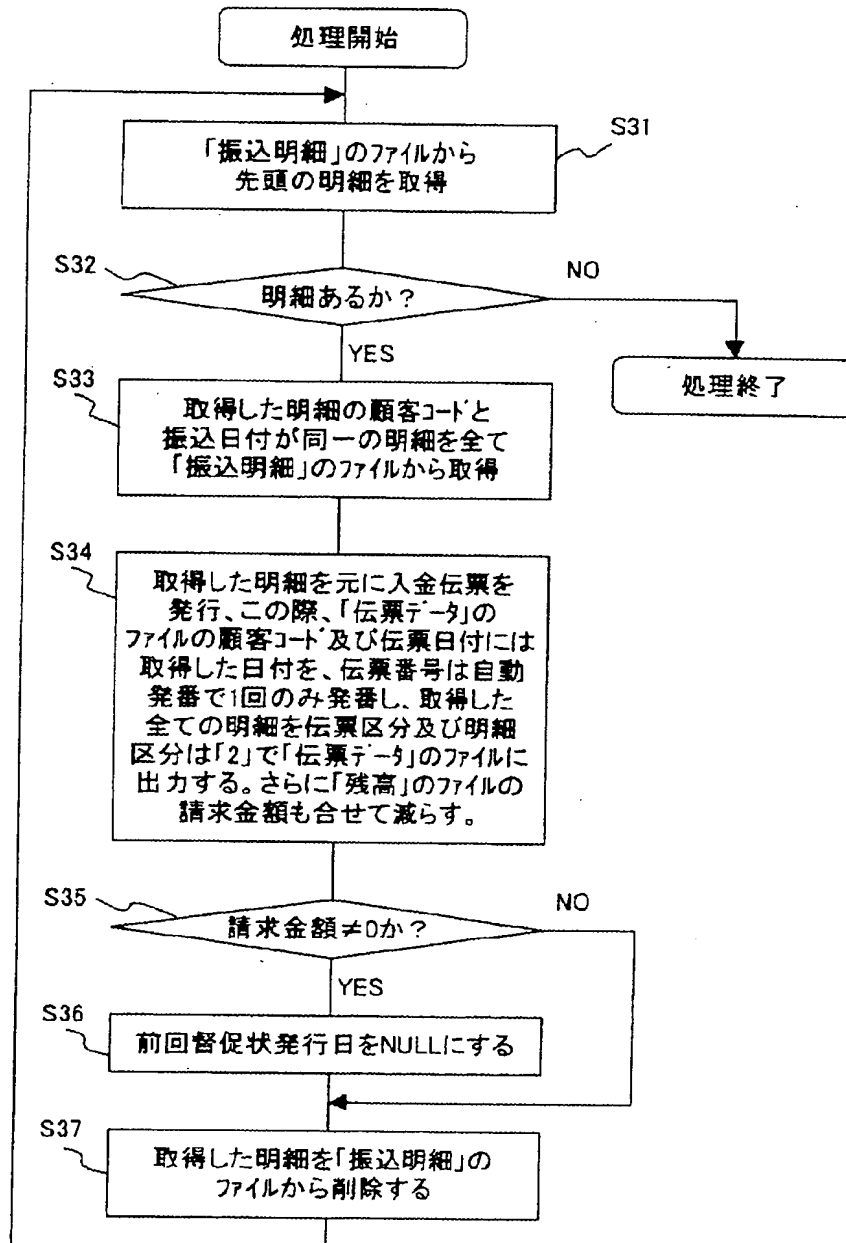 処理開始
S31
「振込明細」のファイルから
先頭の明細を取得
S32
明細あるか?
NO
YES
処理終了
S33
取得した明細の顧客コードと
振込日付が同一の明細を全て
「振込明細」のファイルから取得
S34
取得した明細を元に入金伝票を
発行、この際、「伝票データ」の
ファイルの顧客コード及び伝票日付には
取得した日付を、伝票番号は自動
発番で1回のみ発番し、取得した
全ての明細を伝票区分及び明細
区分は「2」で「伝票データ」のファイルに
出力する。さらに「残高」のファイルの
請求金額も合せて減らす。
S35
請求金額≠0か?
NO
YES
S36
前回督促状発行日をNULLにする
S37
取得した明細を「振込明細」の
ファイルから削除する